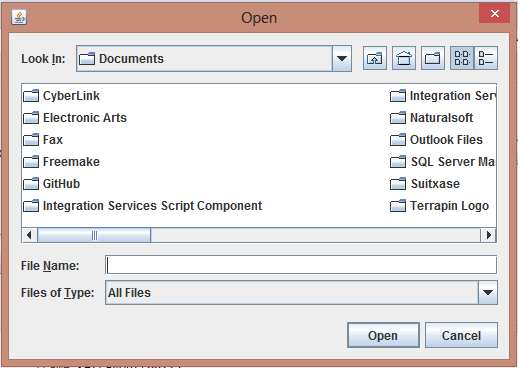 Open
Look In: Documents
CyberLink
Electronic Arts
Fax
Freemake
GitHub
Integration Services Script Component
Integration Serv
Naturalsoft
Outlook Files
SQL Server Ma
Suitxase
Terrapin Logo
File Name:
Files of Type: All Files
Open Cancel